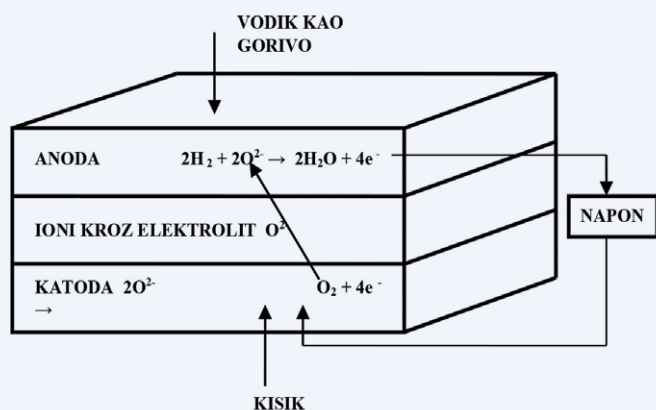 VODIK KAO
GORIVO
ANODA 2H₂ + 2O²⁻ → 2H₂O + 4e⁻
NAPON
IONI KROZ ELEKTROLIT O²
KATODA 2O²⁻ O₂ + 4e⁻
→
KISIK